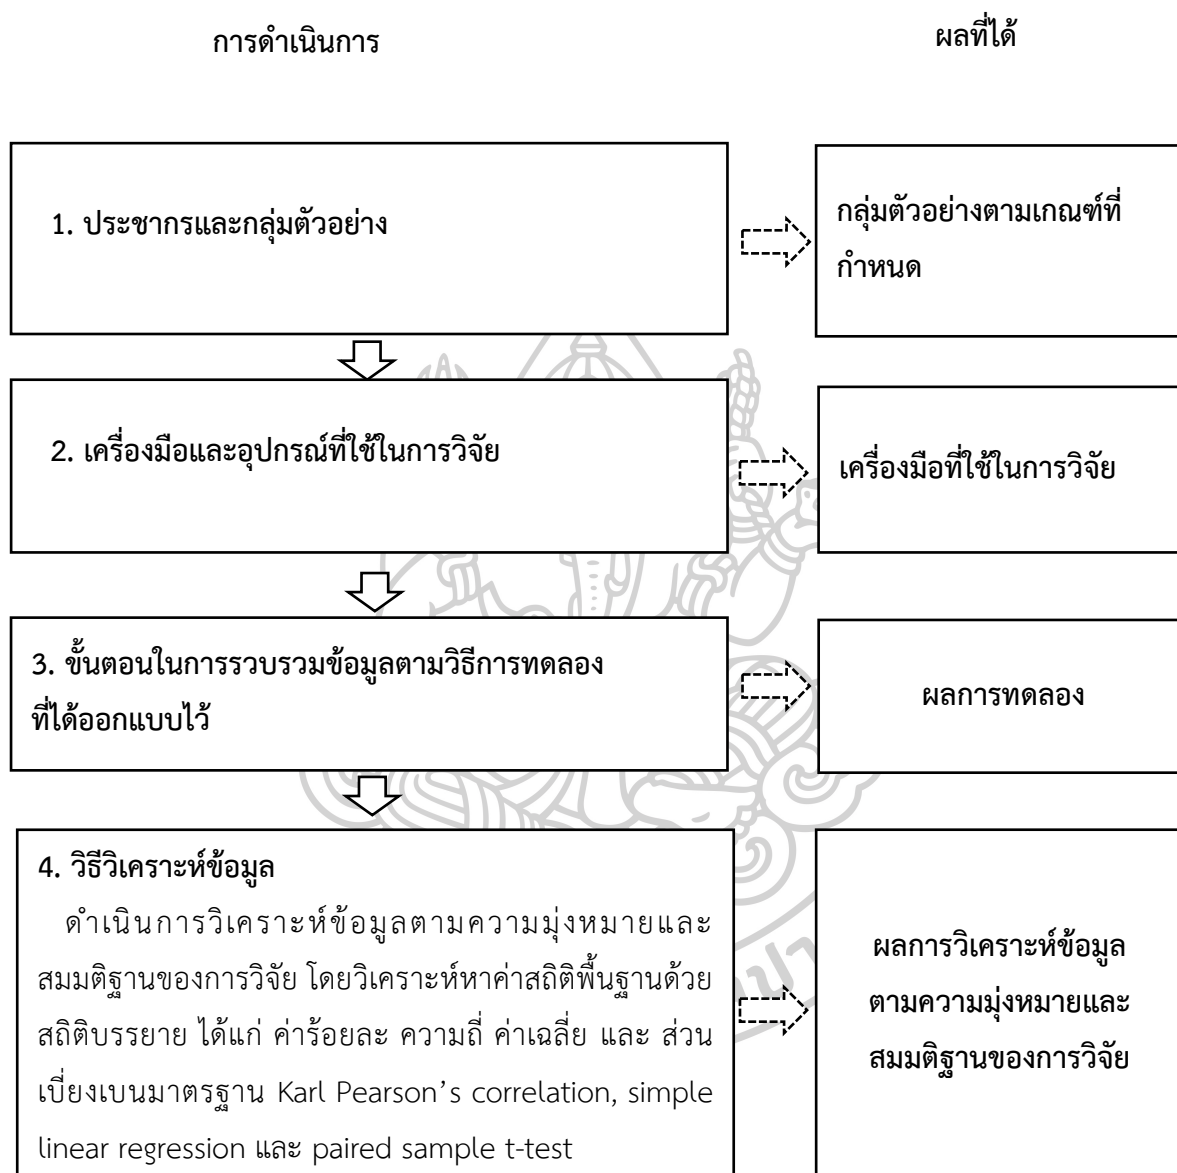 การดำเนินการ
ผลที่ได้
1. ประชากรและกลุ่มตัวอย่าง
กลุ่มตัวอย่างตามเกณฑ์ที่
กำหนด
2. เครื่องมือและอุปกรณ์ที่ใช้ในการวิจัย
เครื่องมือที่ใช้ในการวิจัย
3. ขั้นตอนในการรวบรวมข้อมูลตามวิธีการทดลอง
ที่ได้ออกแบบไว้
ผลการทดลอง
4. วิธีวิเคราะห์ข้อมูล
ดำเนินการวิเคราะห์ข้อมูลตามความมุ่งหมายและ
สมมติฐานของการวิจัย โดยวิเคราะห์หาค่าสถิติพื้นฐานด้วย
สถิติบรรยาย ได้แก่ ค่าร้อยละ ความถี่ ค่าเฉลี่ย และ ส่วน
เบี่ยงเบนมาตรฐาน Karl Pearson’s correlation, simple
linear regression และ paired sample t-test
ผลการวิเคราะห์ข้อมูล
ตามความมุ่งหมายและ
สมมติฐานของการวิจัย